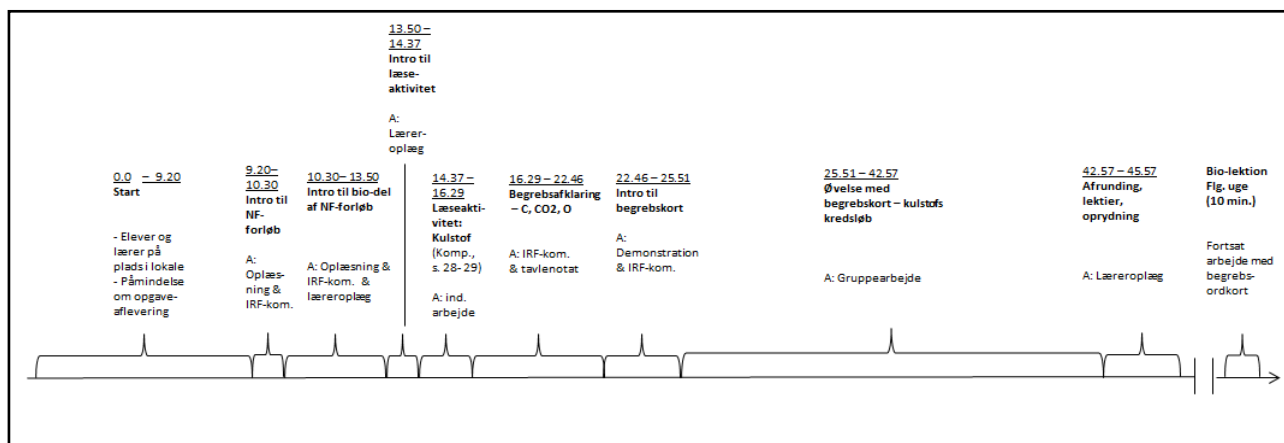 0.0 – 9.20
Start
- Elever og
lærer på
plads i lokale
- Påmindelse
om opgave-
aflevering
9.20–
10.30
Intro til
NF-
forløb
A:
Oplæs-
ning &
IRF-kom.
10.30– 13.50
Intro til bio-del
af NF-forløb
A: Oplæsning &
IRF-kom. &
læreroplæg
13.50 –
14.37
Intro til
læse-
aktivitet
A:
Lærer-
oplæg
14.37 –
16.29
Læseakti-
vitet:
Kulstof
(Komp.,
s. 28- 29)
A: ind.
arbejde
16.29 – 22.46
Begrebsafklaring
– C, CO2, O
A: IRF-kom.
& tavlenotat
22.46 – 25.51
Intro til
begrebskort
A:
Demonstration
& IRF-kom.
25.51 – 42.57
Øvelse med
begrebskort – kulstofs
kredsløb
A: Gruppearbejde
42.57 – 45.57
Afrunding,
lektier,
oprydning
A: Læreroplæg
Bio-lektion
Flg. uge
(10 min.)
Fortsat
arbejde med
begrebs-
ordkort